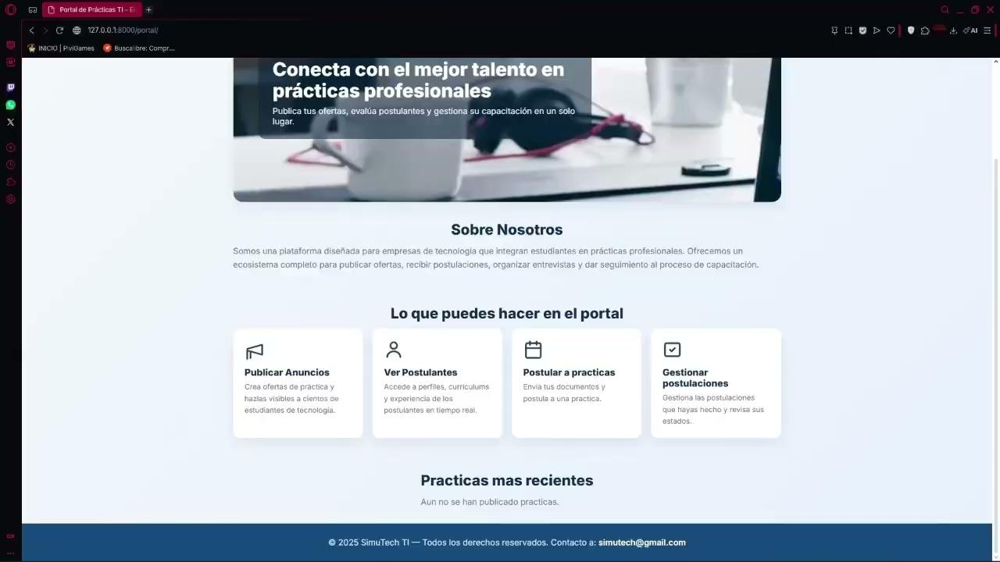 Portal de Prácticas TI – E
127.0.0.1:8000/portal/
AI
INICIO | PiviGames
Buscalibre: Compr...
Conecta con el mejor talento en
prácticas profesionales
Publica tus ofertas, evalúa postulantes y gestiona su capacitación en un solo
lugar.
Sobre Nosotros
Somos una plataforma diseñada para empresas de tecnología que integran estudiantes en prácticas profesionales. Ofrecemos un
ecosistema completo para publicar ofertas, recibir postulaciones, organizar entrevistas y dar seguimiento al proceso de capacitación.
Lo que puedes hacer en el portal
Publicar Anuncios
Crea ofertas de práctica y
hazlas visibles a cientos de
estudiantes de tecnología.
Ver Postulantes
Accede a perfiles, currículums
y experiencia de los
postulantes en tiempo real.
Postular a practicas
Envia tus documentos y
postula a una practica.
Gestionar
postulaciones
Gestiona las postulaciones
que hayas hecho y revisa sus
estados.
Practicas mas recientes
Aun no se han publicado practicas.
© 2025 SimuTech TI — Todos los derechos reservados. Contacto a: simutech@gmail.com